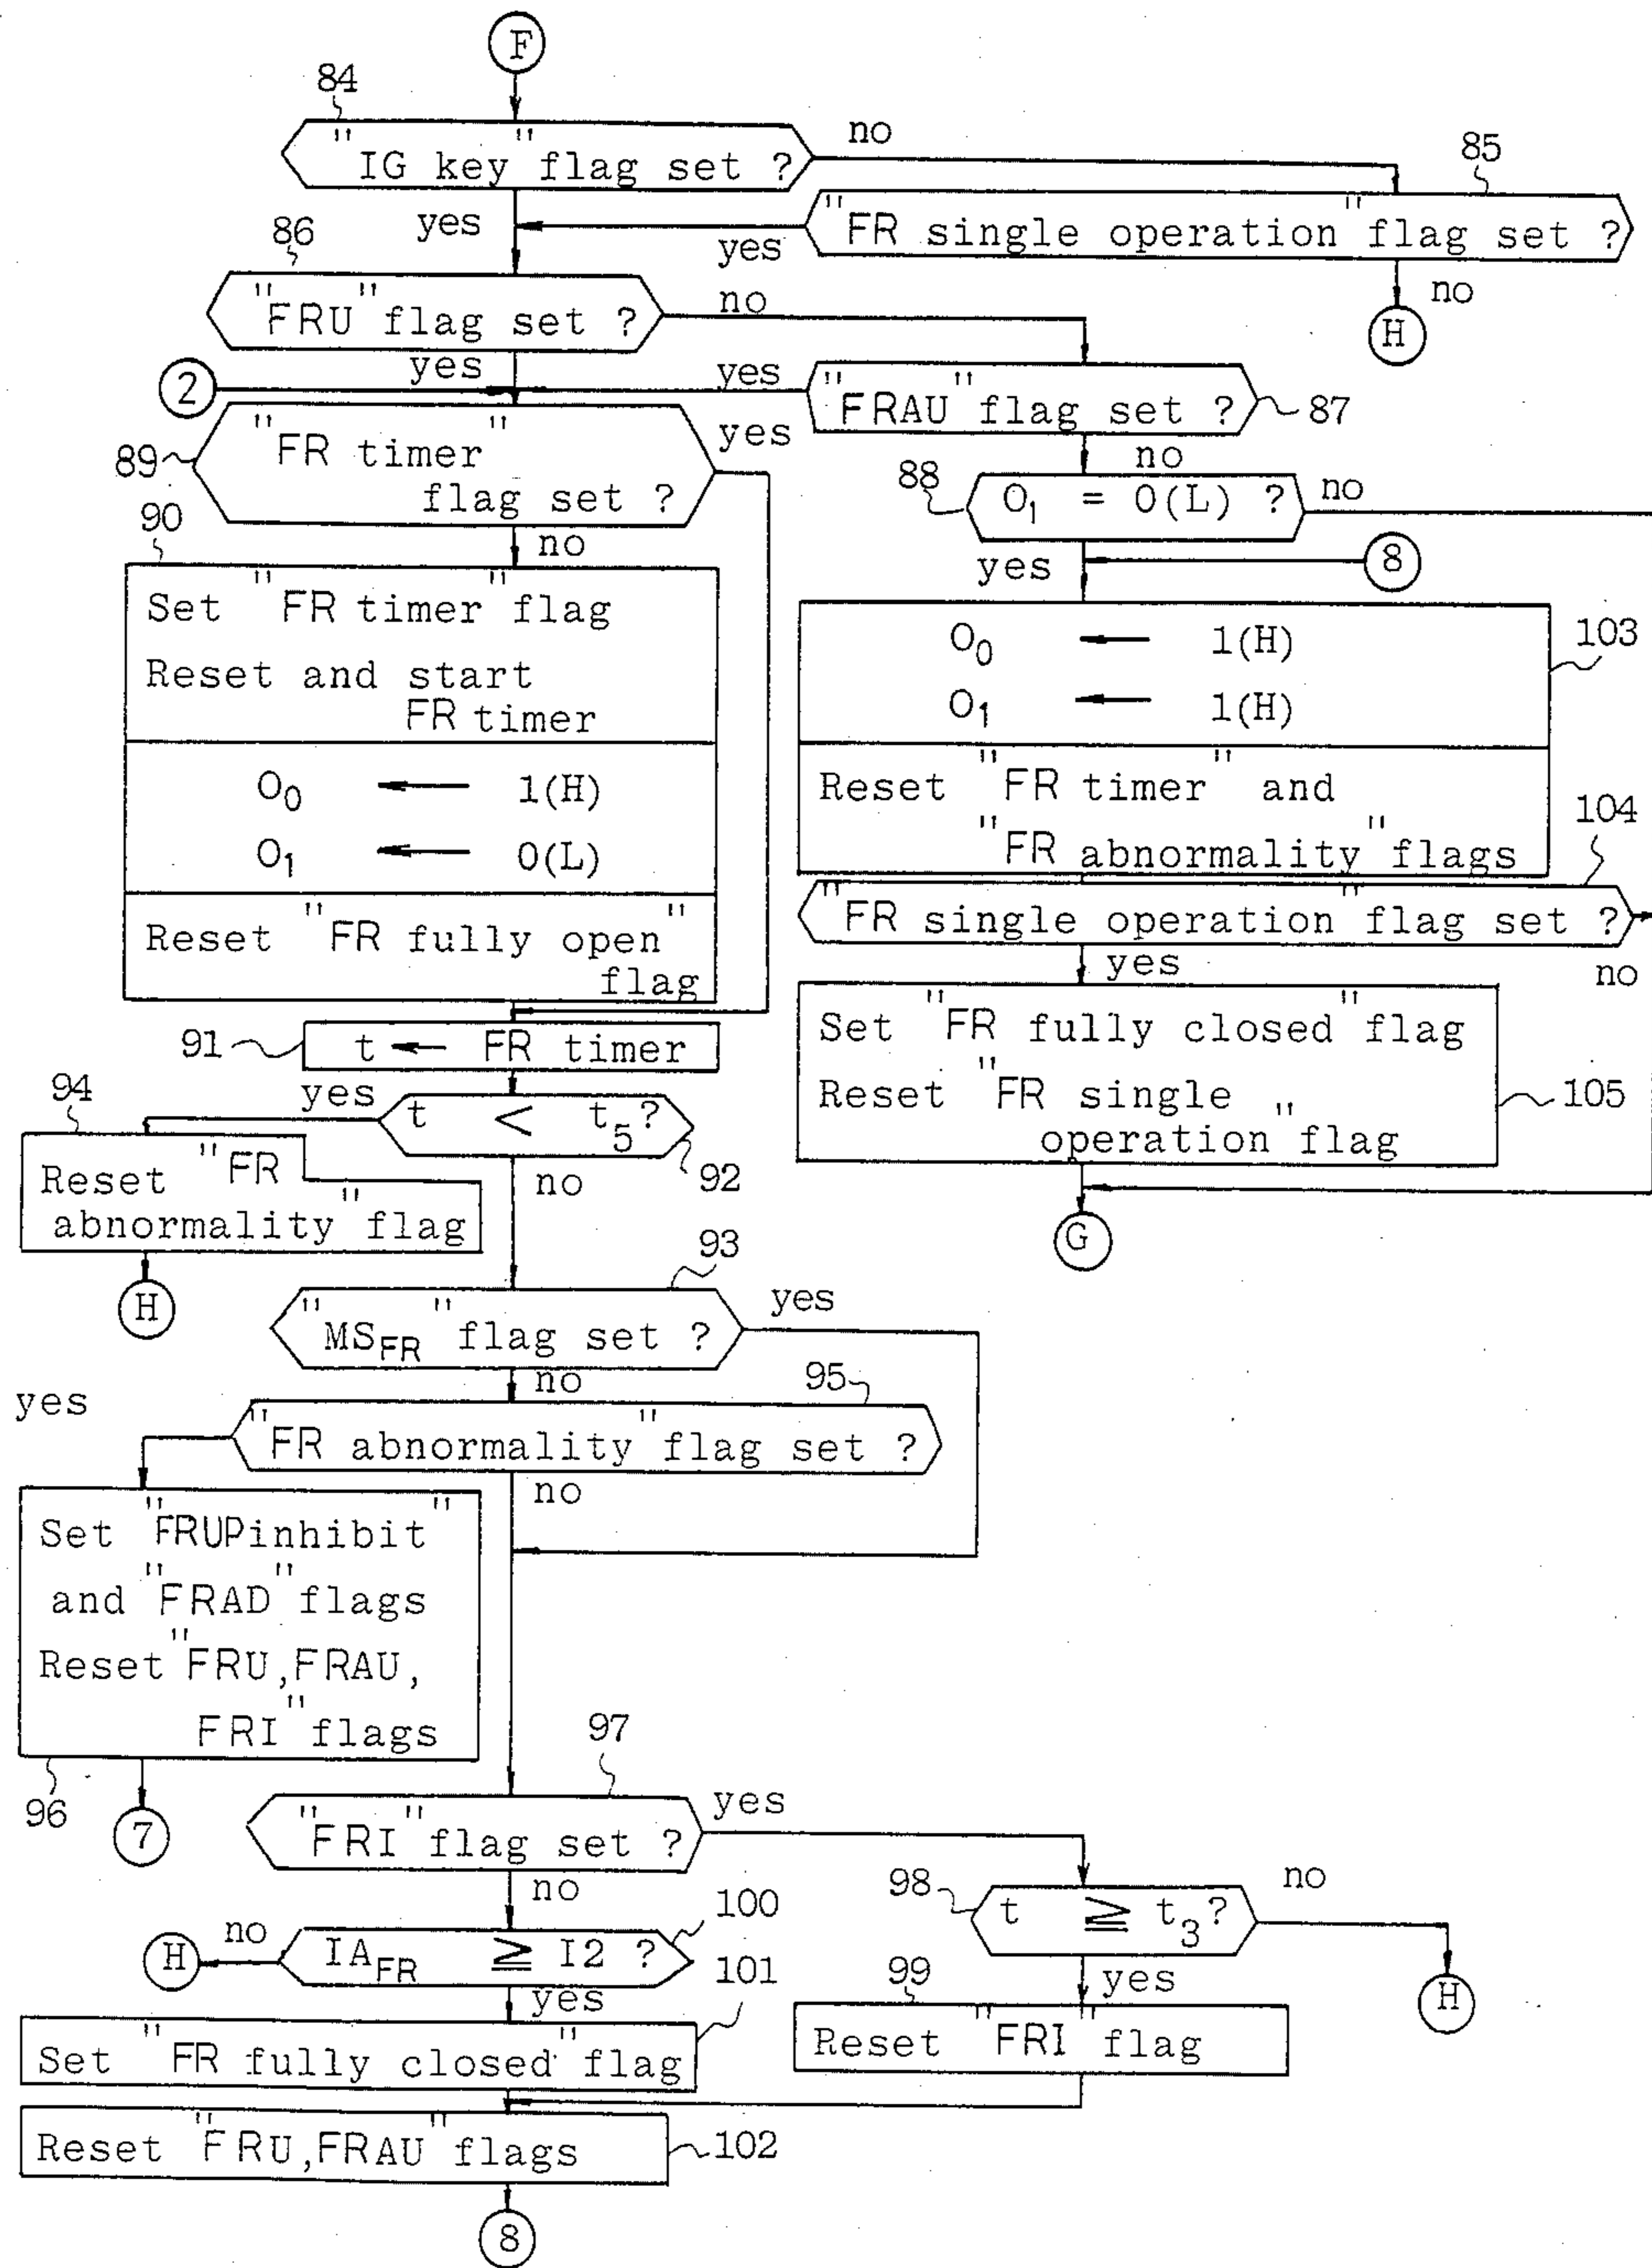 F
84
"IG key" flag set ?
no
85
yes
"FR single operation" flag set ?
yes
no
H
86
"FRU" flag set ?
no
yes
2
yes
"FRAU" flag set ?
87
89
"FR timer"
flag set ?
yes
no
88
O1 = 0(L) ?
no
yes
8
90
no
Set "FR timer" flag
Reset and start
FR timer
O0 ← 1(H)
O1 ← 0(L)
Reset "FR fully open"
flag
O0 ← 1(H)
O1 ← 1(H)
103
Reset "FR timer" and
"FR abnormality" flags
104
"FR single operation" flag set ?
yes
no
Set "FR fully closed" flag
Reset "FR single
operation" flag
105
G
91
t ← FR timer
yes
t < t5?
92
no
94
Reset "FR
abnormality" flag
H
93
"MSFR" flag set ?
yes
no
95
yes
"FR abnormality" flag set ?
no
Set "FRUPinhibit"
and "FRAD" flags
Reset "FRU,FRAU,
FRI" flags
96
7
97
"FRI" flag set ?
yes
no
98
t ≧ t3?
no
H
yes
99
Reset "FRI" flag
100
IAFR ≧ I2 ?
no
H
yes
101
Set "FR fully closed" flag
Reset "FRU,FRAU" flags
102
8